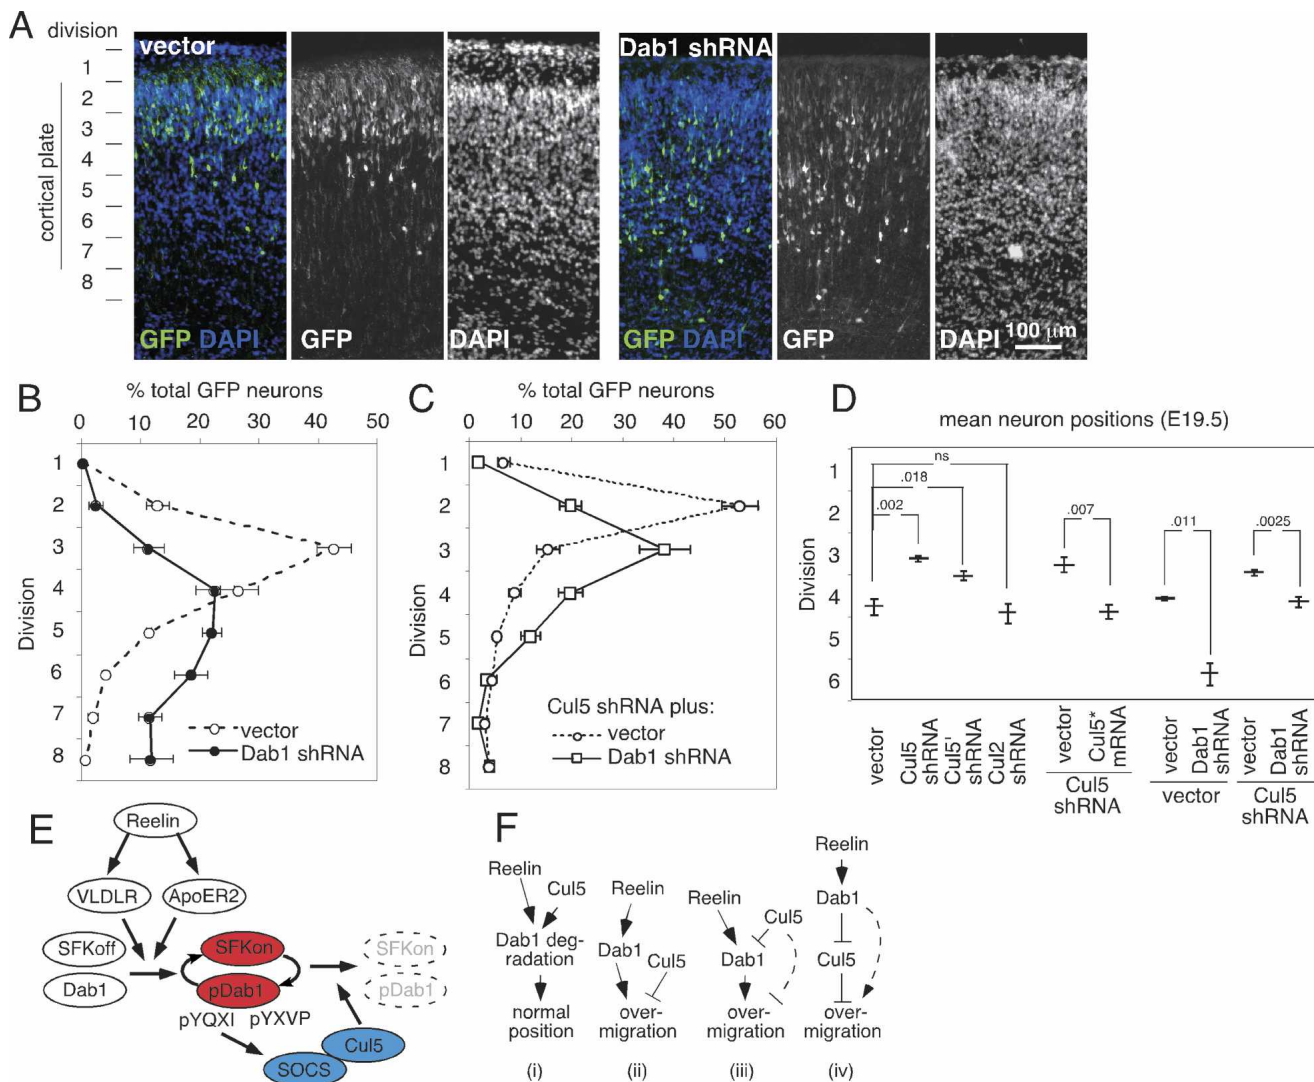 A
division
1
2
3
4
5
6
7
8
cortical plate
vector
GFP DAPI
GFP
DAPI
Dab1 shRNA
GFP DAPI
GFP
DAPI
100 µm
B
% total GFP neurons
0 10 20 30 40 50
Division
1
2
3
4
5
6
7
8
vector
Dab1 shRNA
C
% total GFP neurons
0 10 20 30 40 50 60
Division
1
2
3
4
5
6
7
8
Cul5 shRNA plus:
vector
Dab1 shRNA
D
mean neuron positions (E19.5)
Division
1
2
3
4
5
6
ns
.018
.002
.007
.011
.0025
vector
Cul5
shRNA
Cul5'
shRNA
Cul2
shRNA
vector
Cul5*
mRNA
Cul5
shRNA
vector
Dab1
shRNA
vector
vector
Dab1
shRNA
Cul5
shRNA
E
Reelin
VLDLR
ApoER2
SFKoff
SFKon
SFKon
Dab1
pDab1
pDab1
pYQXI pYXVP
Cul5
SOCS
F
Reelin
Cul5
Dab1 deg-
radation
normal
position
(i)
Reelin
Dab1
Cul5
over-
migration
(ii)
Reelin
Cul5
Dab1
over-
migration
(iii)
Reelin
Dab1
Cul5
over-
migration
(iv)